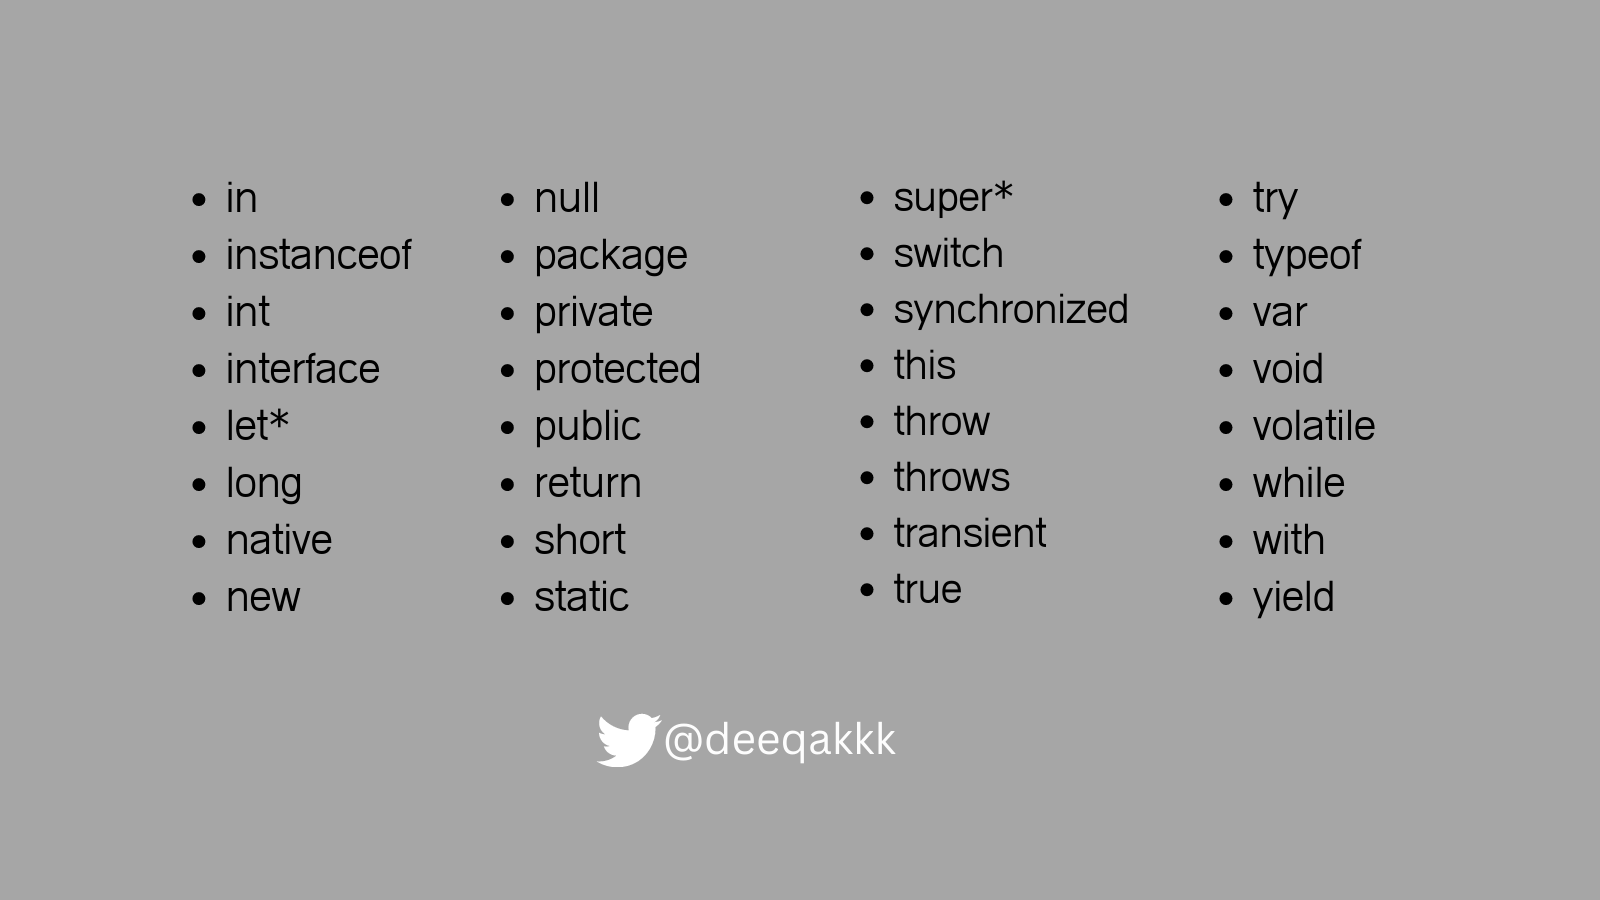 • in
• instanceof
• int
• interface
• let*
• long
• native
• new
• null
• package
• private
• protected
• public
• return
• short
• static
• super*
• switch
• synchronized
• this
• throw
• throws
• transient
• true
• try
• typeof
• var
• void
• volatile
• while
• with
• yield
@deeqakkk